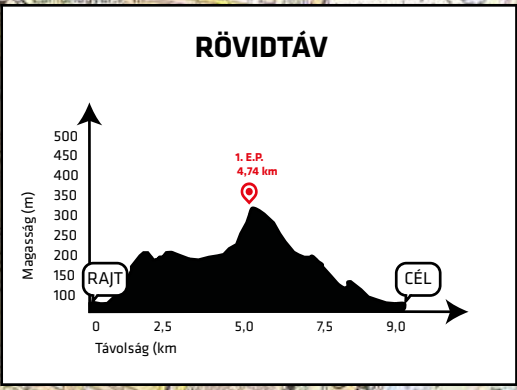 RÖVIDTÁV
1. E.P.
4,74 km
Magasság (m)
500
450
400
350
300
250
200
150
100
RAJT
CÉL
0 2,5 5,0 7,5 9,0
Távolság (km